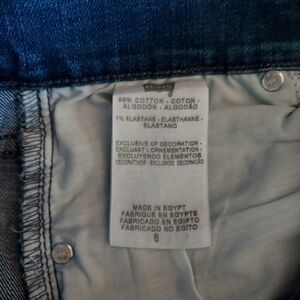 99% COTTON - COTON -
ALGODÓN - ALGODÃO
1% ELASTANE - ELASTHANNE -
ELASTANO
EXCLUSIVE OF DECORATION -
EXCLUANT L'ORNEMENTATION -
EXCLUYENDO ELEMENTOS
DECORATIVOS - EXCLUINDO DECORAÇÃO
MADE IN EGYPT
FABRIQUE EN EGYPTE
FABRICADO EN EGIPTO
FABRICADO NO EGITO
6